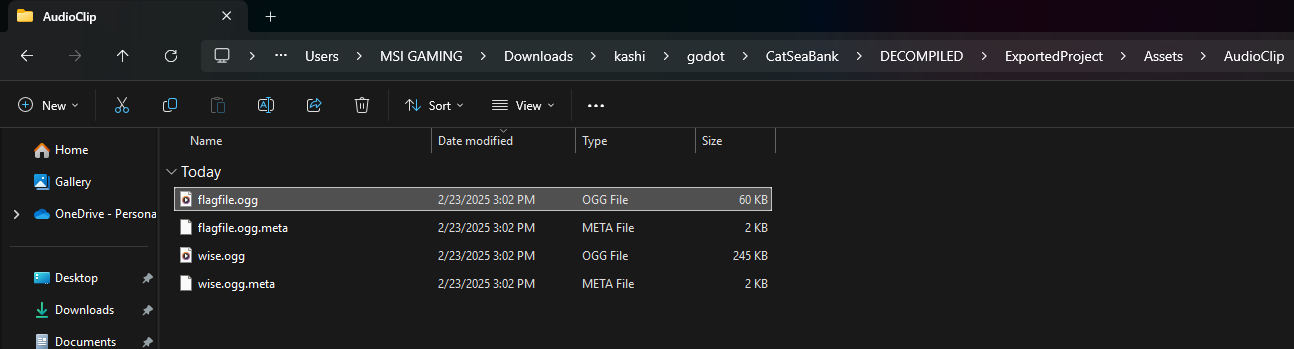 AudioClip
Users MSI GAMING Downloads kashi godot CatSeaBank DECOMPILED ExportedProject Assets AudioClip
New Sort View
Home
Gallery
OneDrive - Persona
Desktop
Downloads
Documents
Name Date modified Type Size
Today
flagfile.ogg 2/23/2025 3:02 PM OGG File 60 KB
flagfile.ogg.meta 2/23/2025 3:02 PM META File 2 KB
wise.ogg 2/23/2025 3:02 PM OGG File 245 KB
wise.ogg.meta 2/23/2025 3:02 PM META File 2 KB